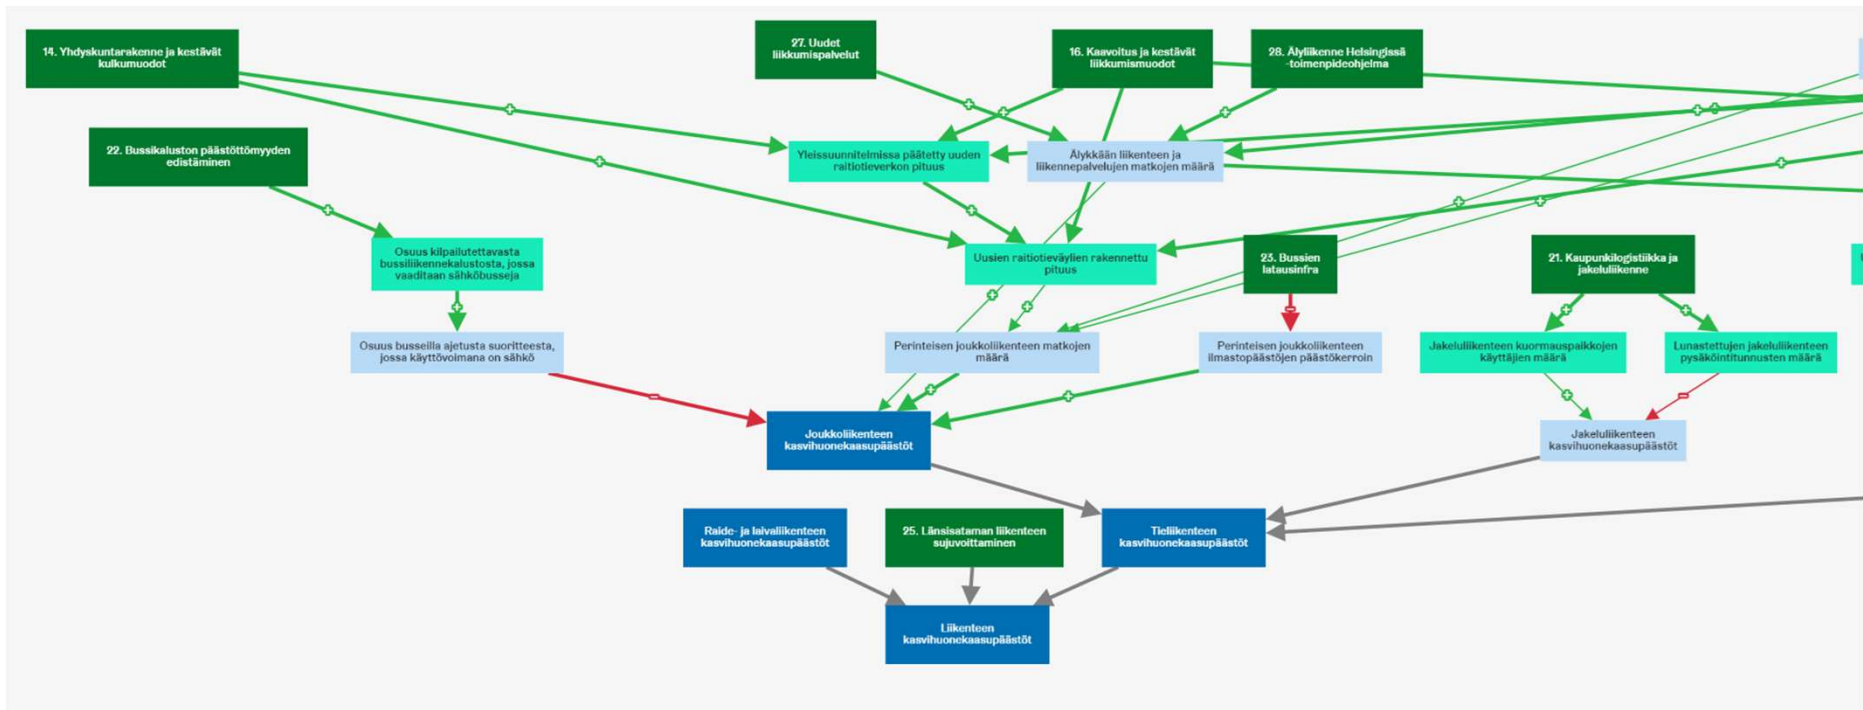 14. Yhdyskuntarakenne ja kestävät
kulkumuodot
27. Uudet
liikkumispalvelut
16. Kaavoitus ja kestävät
liikkumismuodot
28. Älyliikenne Helsingissä
-toimenpideohjelma
22. Bussikaluston päästöttömyyden
edistäminen
Yleissuunnitelmissa päätetty uuden
raitiotieverkon pituus
Älykkään liikenteen ja
liikennepalvelujen matkojen määrä
Osuus kilpailutettavasta
bussiliikennekalustosta, jossa
vaaditaan sähköbusseja
Uusien raitiotieväylien rakennettu
pituus
23. Bussien
latausinfra
21. Kaupunkilogistiikka ja
jakeluliikenne
Osuus busseilla ajetusta suoritteesta,
jossa käyttövoimana on sähkö
Perinteisen joukkoliikenteen matkojen
määrä
Perinteisen joukkoliikenteen
ilmastopäästöjen päästökerroin
Jakeluliikenteen kuormauspaikkojen
käyttäjien määrä
Lunastettujen jakeluliikenteen
pysäköintitunnusten määrä
Joukkoliikenteen
kasvihuonekaasupäästöt
Jakeluliikenteen
kasvihuonekaasupäästöt
Raide- ja laivaliikenteen
kasvihuonekaasupäästöt
25. Länsisataman liikenteen
sujuvoittaminen
Tieliikenteen
kasvihuonekaasupäästöt
Liikenteen
kasvihuonekaasupäästöt